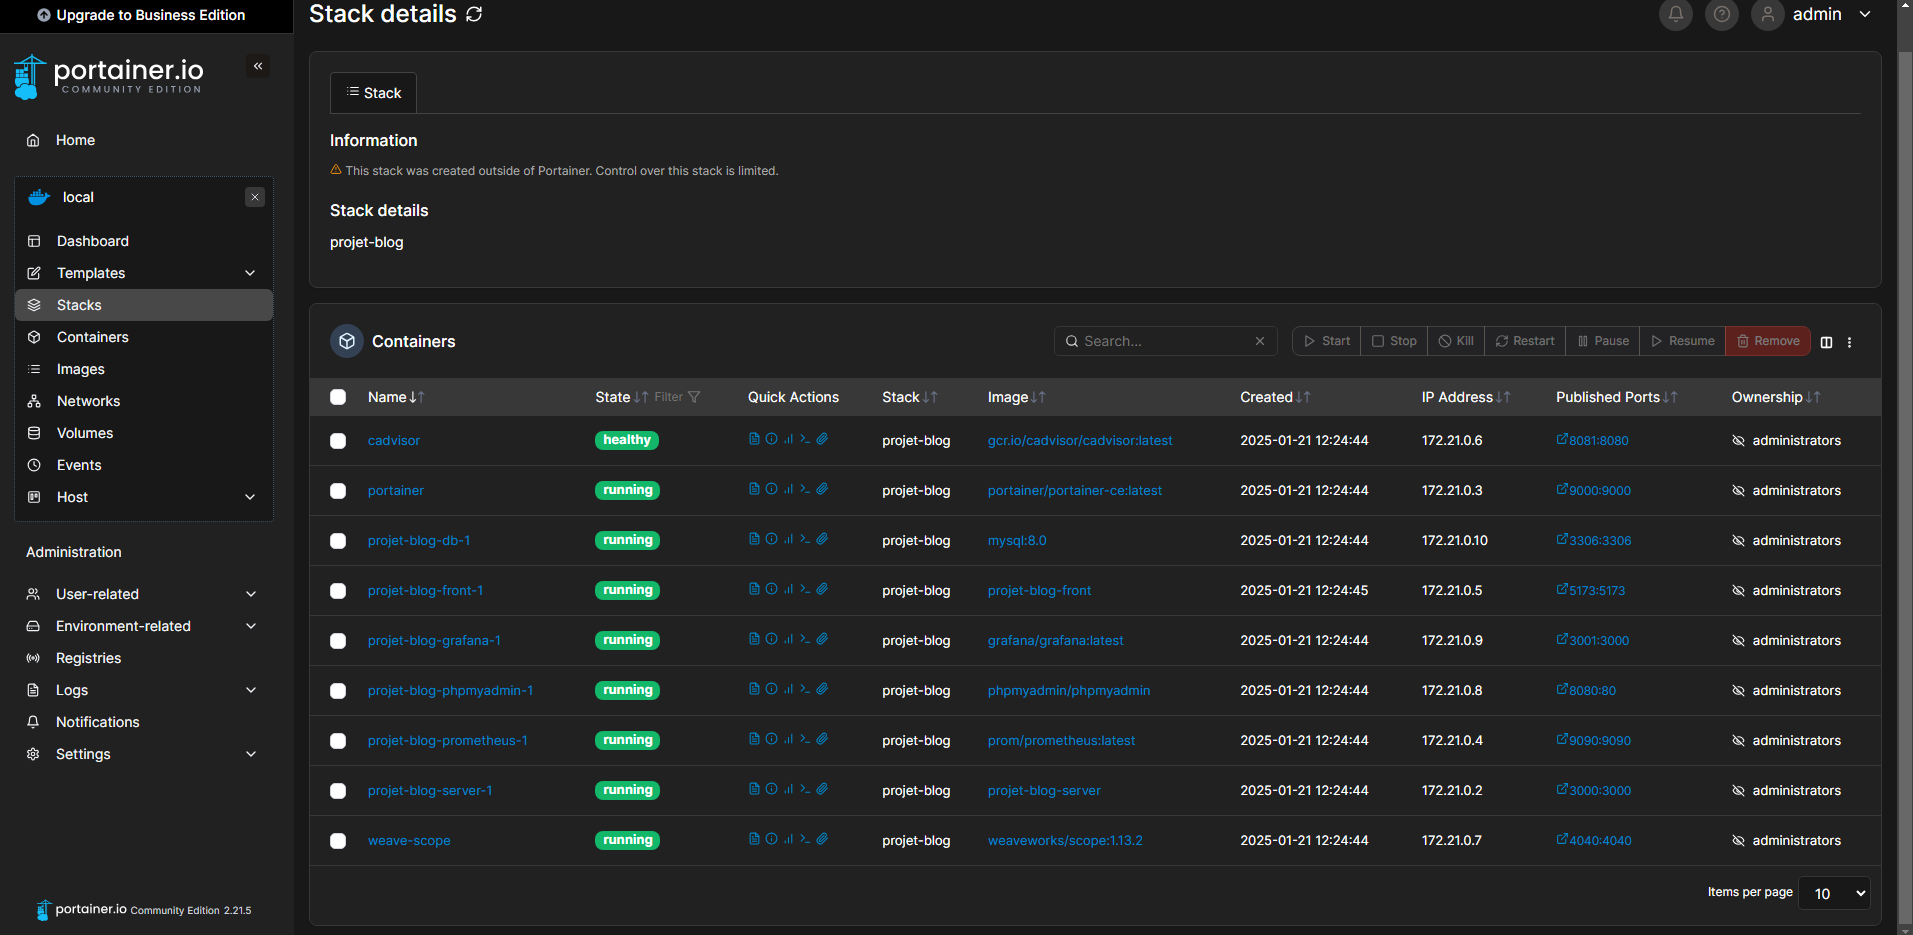 Upgrade to Business Edition
portainer.io
COMMUNITY EDITION
Home
local
Dashboard
Templates
Stacks
Containers
Images
Networks
Volumes
Events
Host
Administration
User-related
Environment-related
Registries
Logs
Notifications
Settings
portainer.io Community Edition 2.21.5
Stack details
admin
Stack
Information
This stack was created outside of Portainer. Control over this stack is limited.
Stack details
projet-blog
Containers
Search...
Start Stop Kill Restart Pause Resume Remove
Name State Filter Quick Actions Stack Image Created IP Address Published Ports Ownership
cadvisor healthy projet-blog gcr.io/cadvisor/cadvisor:latest 2025-01-21 12:24:44 172.21.0.6 8081:8080 administrators
portainer running projet-blog portainer/portainer-ce:latest 2025-01-21 12:24:44 172.21.0.3 9000:9000 administrators
projet-blog-db-1 running projet-blog mysql:8.0 2025-01-21 12:24:44 172.21.0.10 3306:3306 administrators
projet-blog-front-1 running projet-blog projet-blog-front 2025-01-21 12:24:45 172.21.0.5 5173:5173 administrators
projet-blog-grafana-1 running projet-blog grafana/grafana:latest 2025-01-21 12:24:44 172.21.0.9 3001:3000 administrators
projet-blog-phpmyadmin-1 running projet-blog phpmyadmin/phpmyadmin 2025-01-21 12:24:44 172.21.0.8 8080:80 administrators
projet-blog-prometheus-1 running projet-blog prom/prometheus:latest 2025-01-21 12:24:44 172.21.0.4 9090:9090 administrators
projet-blog-server-1 running projet-blog projet-blog-server 2025-01-21 12:24:44 172.21.0.2 3000:3000 administrators
weave-scope running projet-blog weaveworks/scope:1.13.2 2025-01-21 12:24:44 172.21.0.7 4040:4040 administrators
Items per page 10